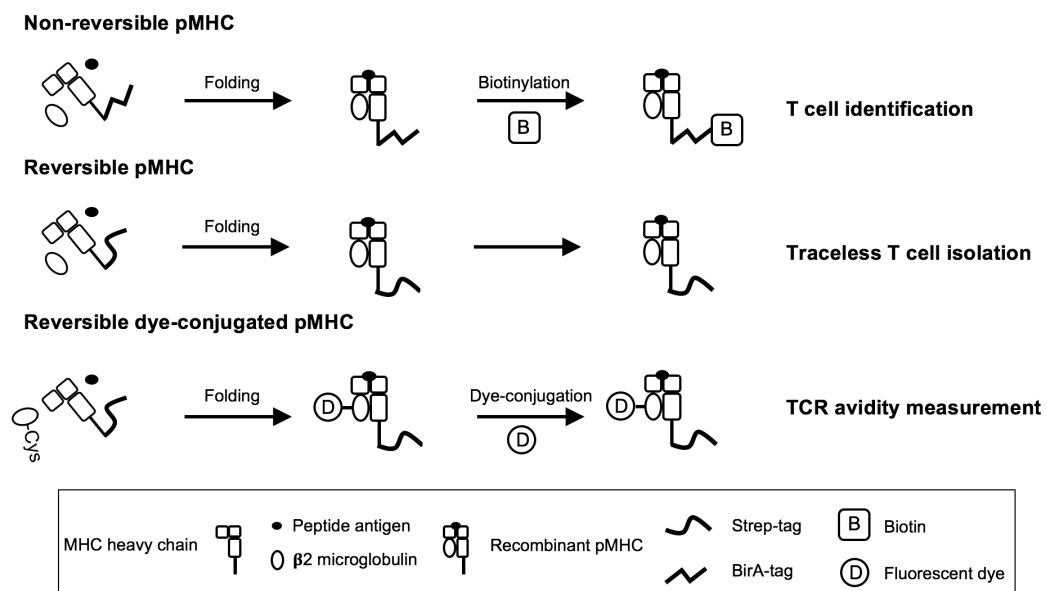 Non-reversible pMHC
Folding
Biotinylation
B
B
T cell identification
Reversible pMHC
Folding
Traceless T cell isolation
Reversible dye-conjugated pMHC
Cys
Folding
D
Dye-conjugation
D
D
TCR avidity measurement
MHC heavy chain
Peptide antigen
β2 microglobulin
Recombinant pMHC
Strep-tag
BirA-tag
B Biotin
D Fluorescent dye